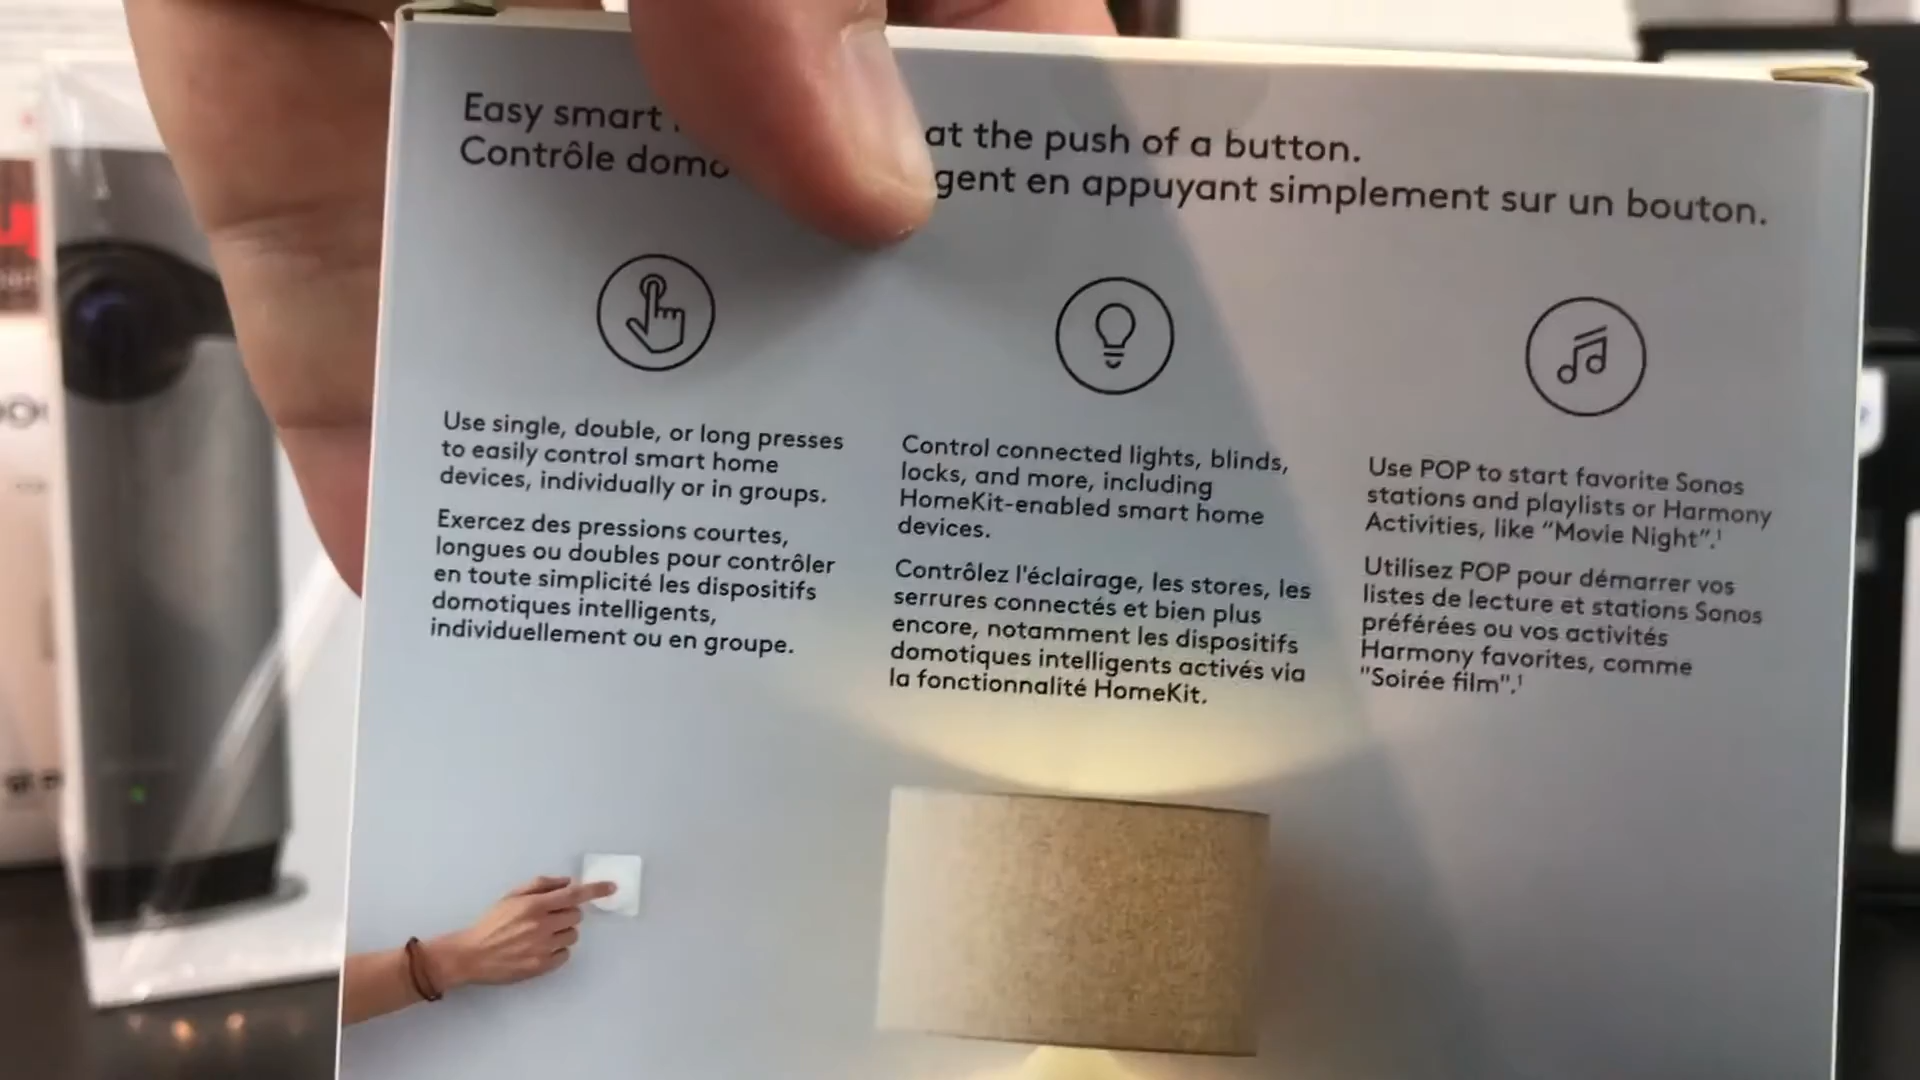 Easy smart at the push of a button.
Contrôle gent en appuyant simplement sur un bouton.
Use single, double, or long presses
to easily control smart home
devices, individually or in groups.
Exercez des pressions courtes,
longues ou doubles pour contrôler
en toute simplicité les dispositifs
domotiques intelligents,
individuellement ou en groupe.
Control connected lights, blinds,
locks, and more, including
HomeKit-enabled smart home
devices.
Contrôlez l'éclairage, les stores, les
serrures connectés et bien plus
encore, notamment les dispositifs
domotiques intelligents activés via
la fonctionnalité HomeKit.
Use POP to start favorite Sonos
stations and playlists or Harmony
Activities, like “Movie Night”.¹
Utilisez POP pour démarrer vos
listes de lecture et stations Sonos
préférées ou vos activités
Harmony favorites, comme
"Soirée film".¹